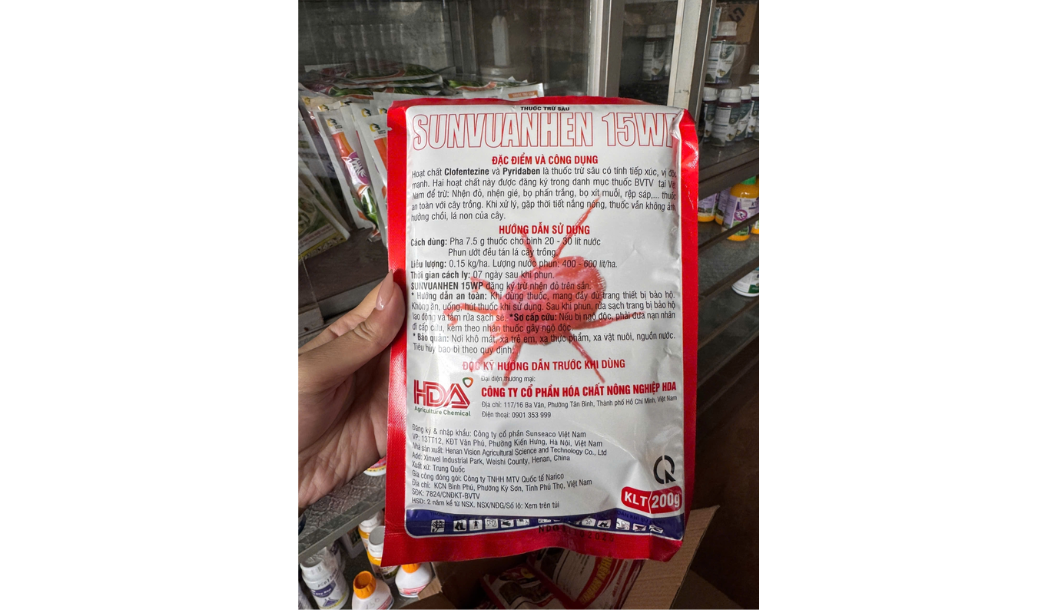 THUỐC TRỪ SÂU
SUNVUANHEN 15WP
ĐẶC ĐIỂM VÀ CÔNG DỤNG
Hoạt chất Clofentezine và Pyridaben là thuốc trừ sâu có tính tiếp xúc, vị độc
mạnh. Hai hoạt chất này được đăng ký trong danh mục thuốc BVTV tại Việt
Nam để trừ: Nhện đỏ, nhện gié, bọ phấn trắng, bọ xít muỗi, rệp sáp,... thuốc
an toàn với cây trồng. Khi xử lý, gặp thời tiết nắng nóng, thuốc vẫn không ảnh
hưởng chồi, lá non của cây.
HƯỚNG DẪN SỬ DỤNG
Cách dùng: Pha 7.5 g thuốc cho bình 20 - 30 lít nước
Phun ướt đều tán lá cây trồng
Liều lượng: 0.15 kg/ha. Lượng nước phun: 400 - 600 lít/ha.
Thời gian cách ly: 07 ngày sau khi phun.
SUNVUANHEN 15WP đăng ký trừ nhện đỏ trên sắn.
* Hướng dẫn an toàn: Khi dùng thuốc, mang đầy đủ trang thiết bị bảo hộ.
Không ăn, uống, hút thuốc khi sử dụng. Sau khi phun, rửa sạch trang bị bảo hộ
lao động và tắm rửa sạch sẽ. *Sơ cấp cứu: Nếu bị ngộ độc, phải đưa nạn nhân
đi cấp cứu, kèm theo nhãn thuốc gây ngộ độc
* Bảo quản: Nơi khô mát, xa trẻ em, xa thực phẩm, xa vật nuôi, nguồn nước.
Tiêu hủy bao bì theo quy định.
ĐỌC KỸ HƯỚNG DẪN TRƯỚC KHI DÙNG
Đại diện thương mại:
HDA
Agriculture Chemical
CÔNG TY CỔ PHẦN HÓA CHẤT NÔNG NGHIỆP HDA
Địa chỉ: 117/16 Ba Vân, Phường Tân Bình, Thành phố Hồ Chí Minh, Việt Nam
Điện thoại: 0901 353 999
Đăng ký & nhập khẩu: Công ty cổ phần Sunseaco Việt Nam
VP: 13TT12, KĐT Văn Phú, Phường Kiến Hưng, Hà Nội, Việt Nam
Nhà sản xuất: Henan Vision Agricultural Science and Technology Co., Ltd
Add: Xinwei Industrial Park, Weishi County, Henan, China
Xuất xứ: Trung Quốc
Gia công đóng gói: Công ty TNHH MTV Quốc tế Narico
Địa chỉ: KCN Bình Phú, Phường Kỳ Sơn, Tỉnh Phú Thọ, Việt Nam
SĐK: 7824/CNĐKT-BVTV
HSD: 2 năm kể từ NSX. NSX/NĐG/Số lô: Xem trên túi
KLT 200g